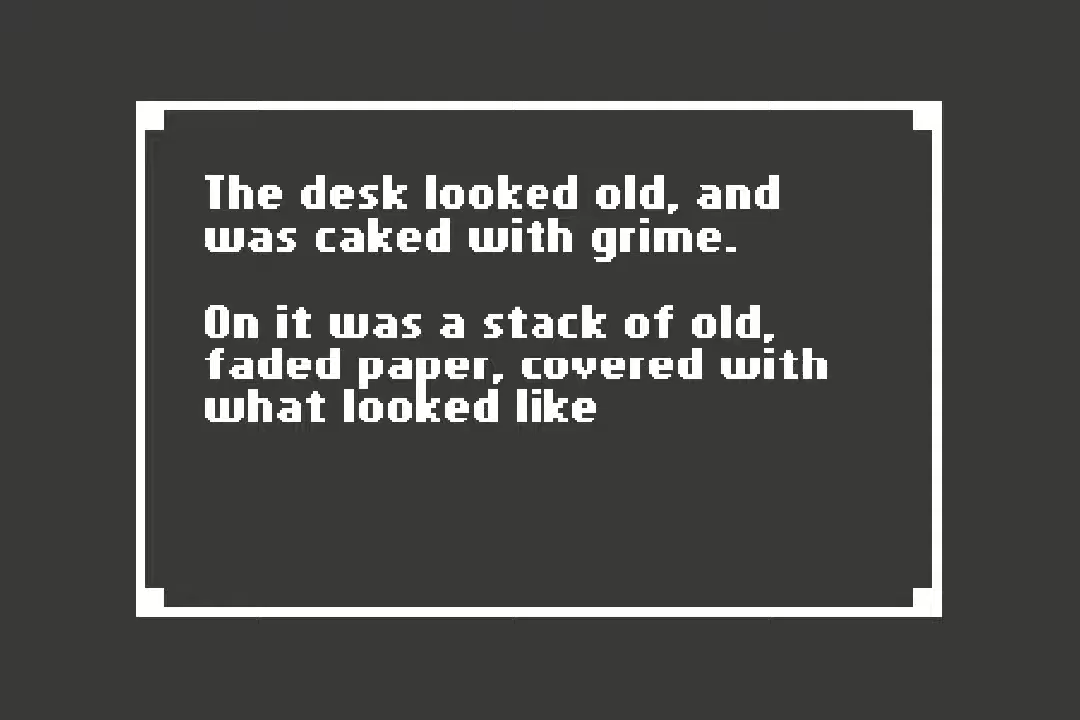 The desk looked old, and
was caked with grime.
On it was a stack of old,
faded paper, covered with
what looked like